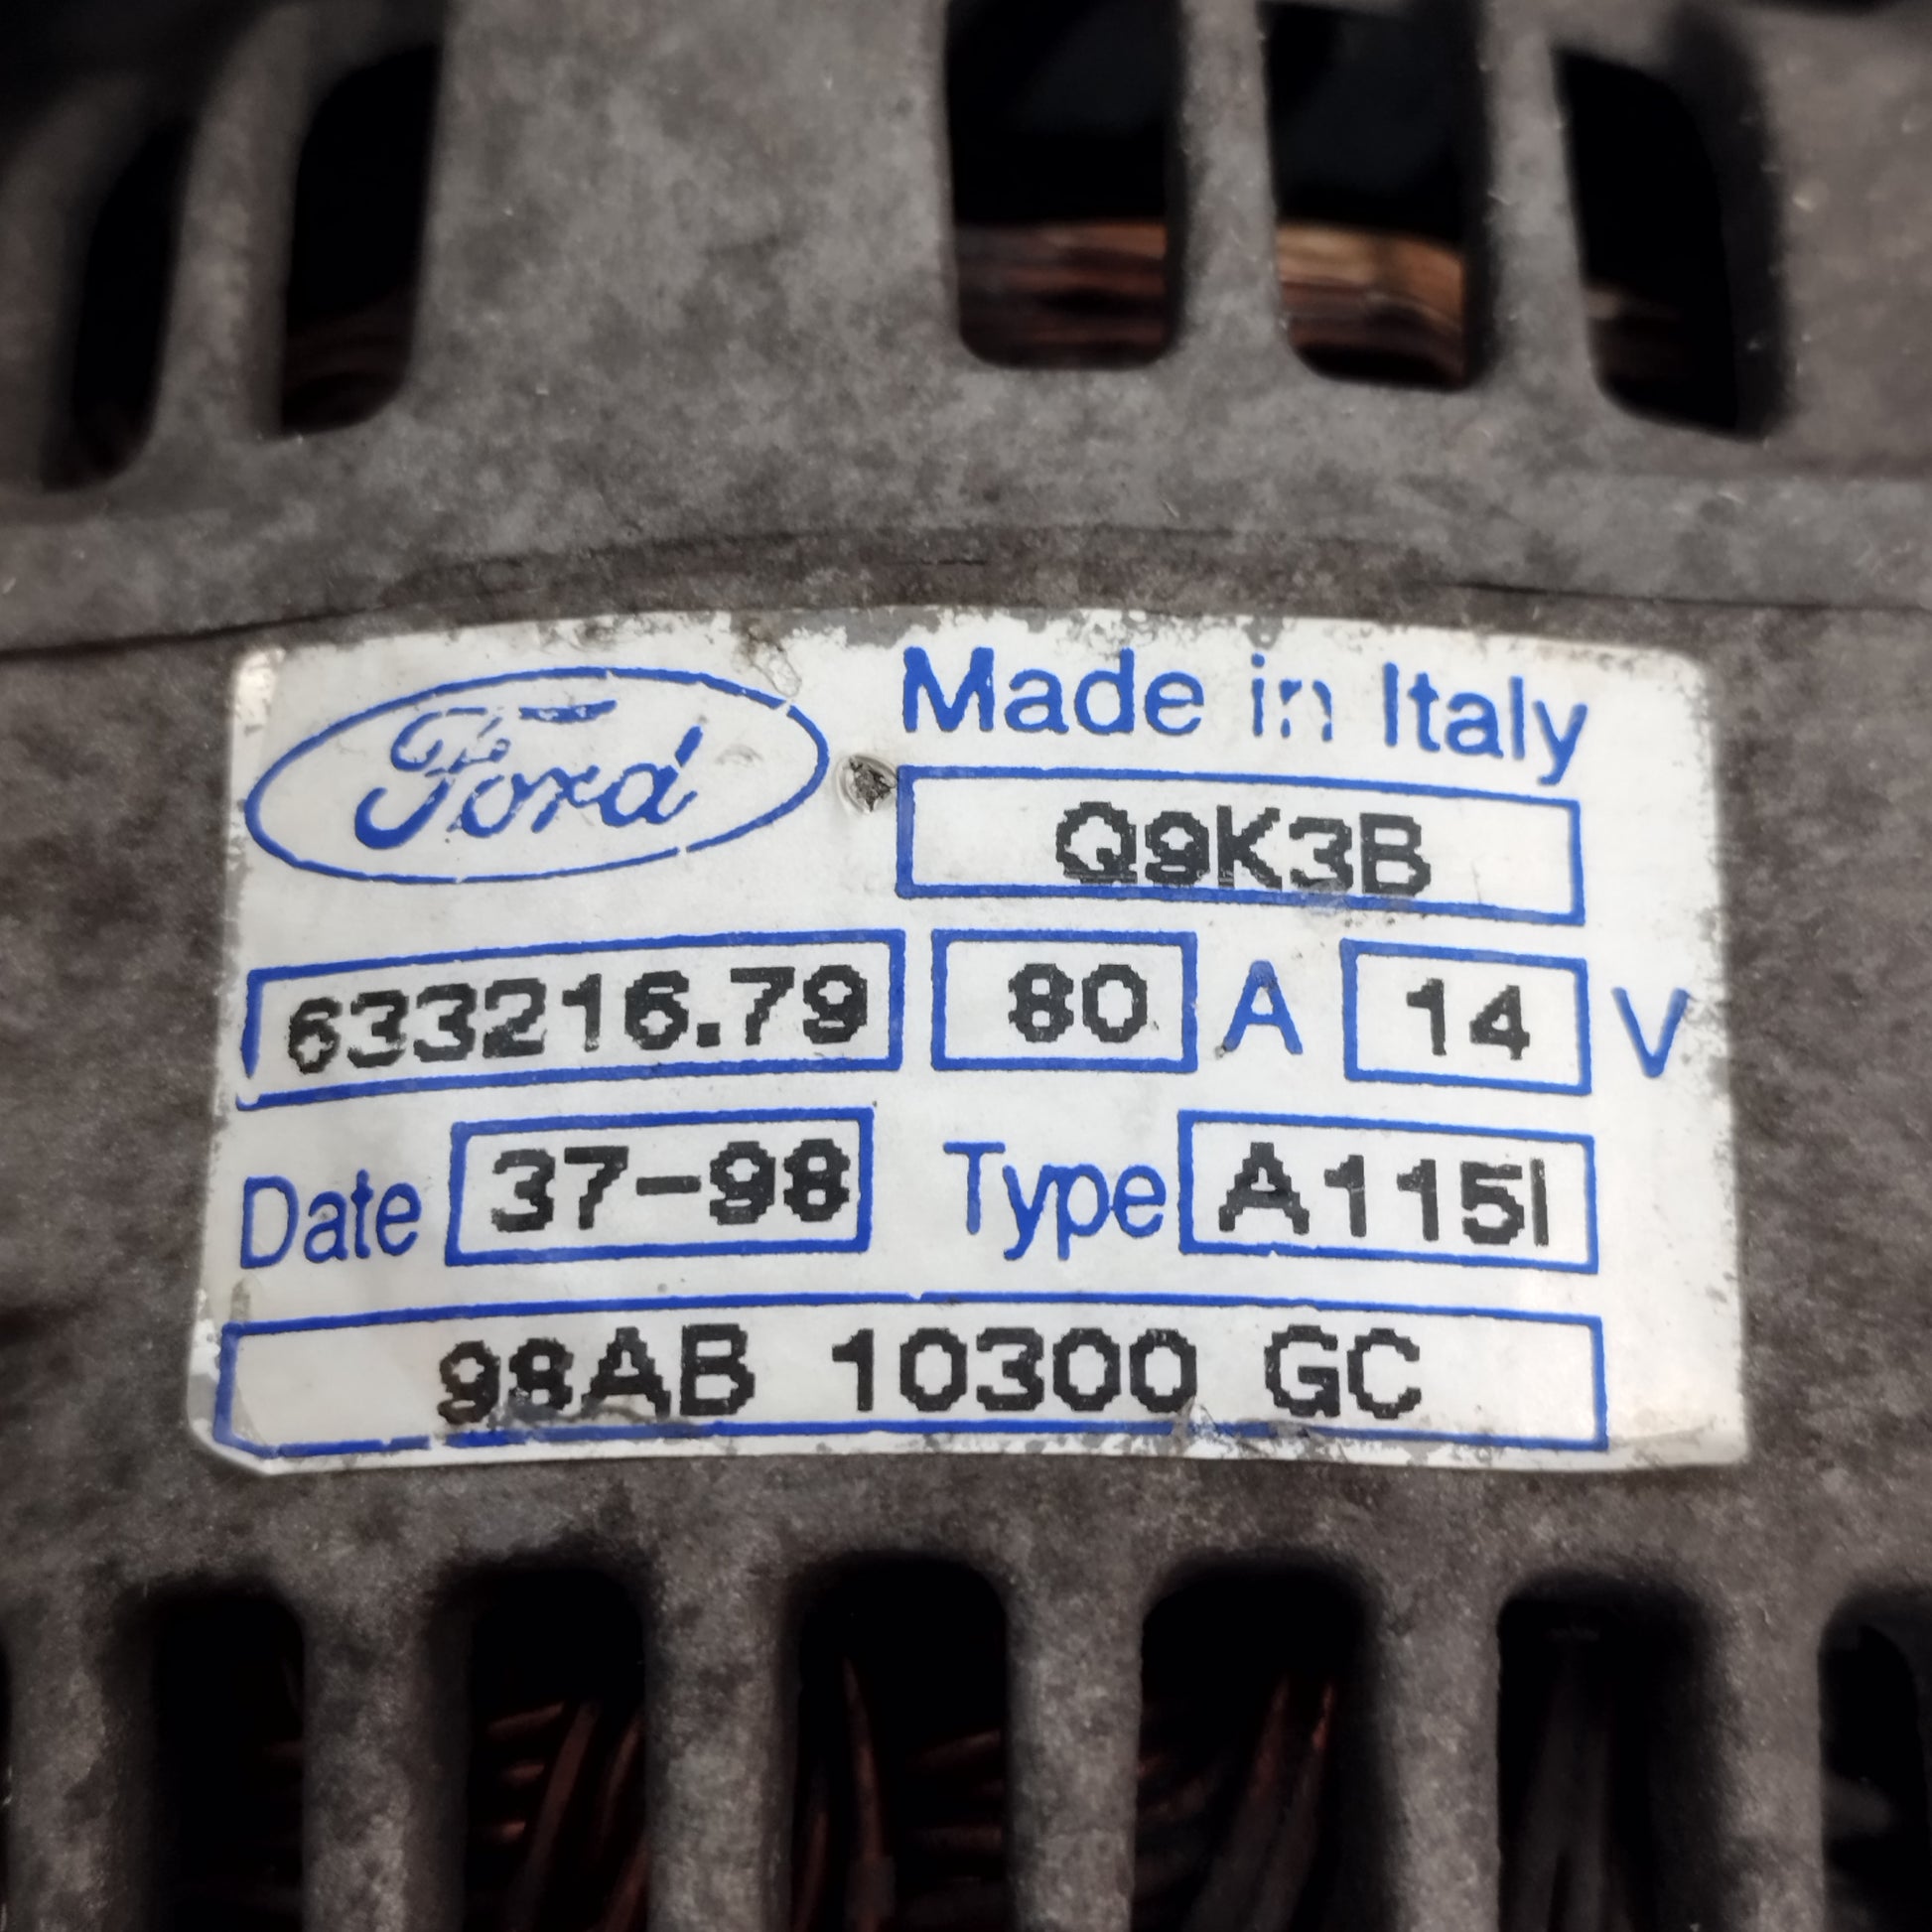 Ford Made in Italy
Q9K3B
633216.79 80 A 14 V
Date 37-98 Type A115I
98AB 10300 GC